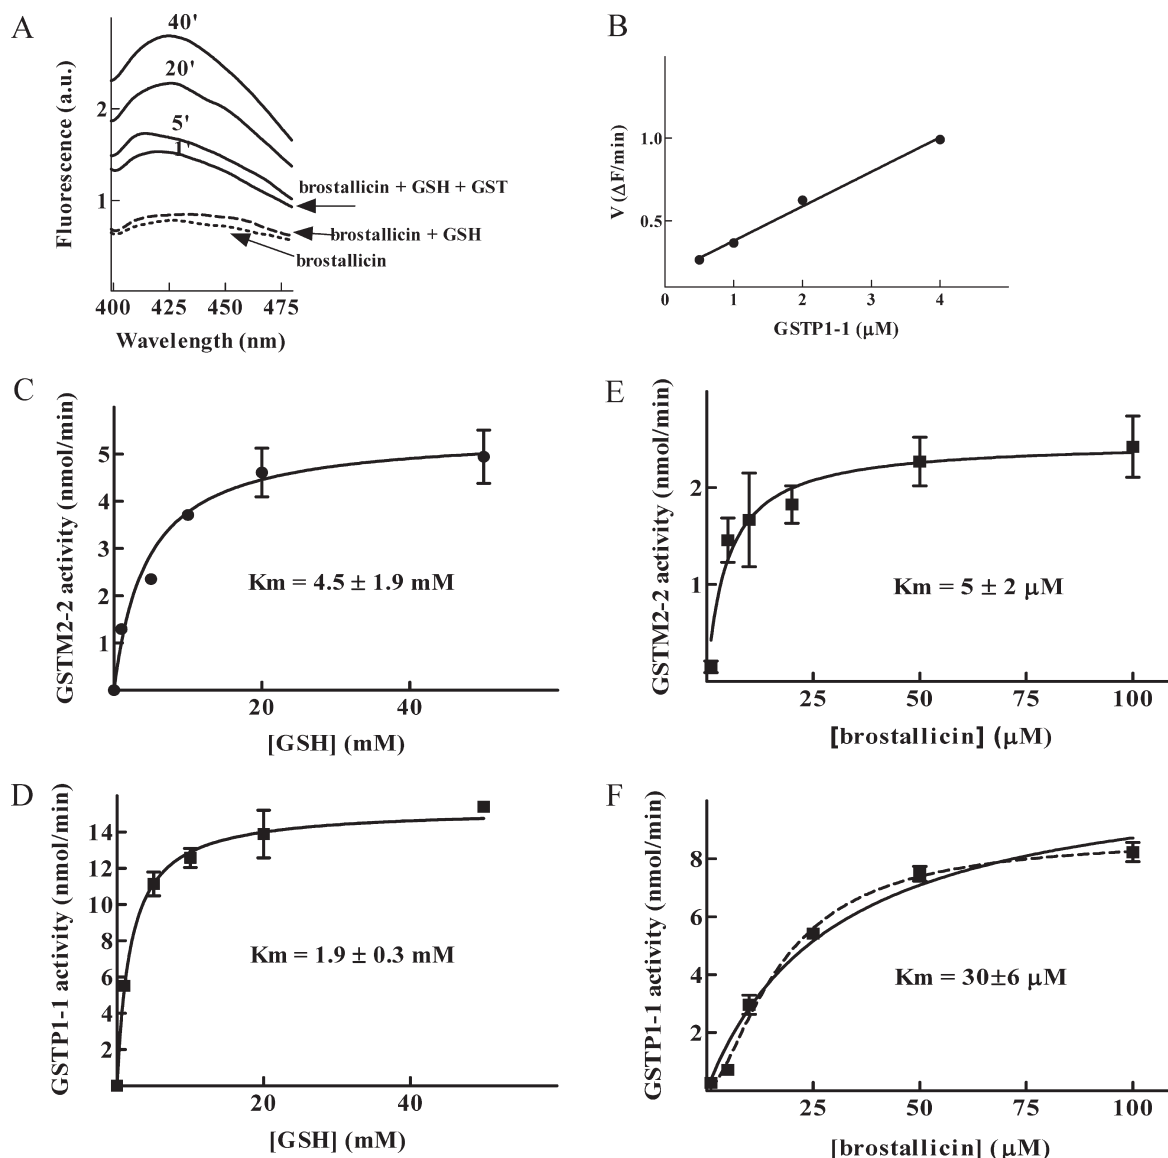 A
Fluorescence (a.u.)
2
1
40'
20'
5'
1'
brostallicin + GSH + GST
brostallicin + GSH
brostallicin
400 425 450 475
Wavelength (nm)
B
V (ΔF/min)
1.0
0.5
0 1 2 3 4
GSTP1-1 (μM)
C
GSTM2-2 activity (nmol/min)
5
4
3
2
1
Km = 4.5 ± 1.9 mM
20 40
[GSH] (mM)
E
GSTM2-2 activity (nmol/min)
2
1
Km = 5 ± 2 μM
25 50 75 100
[brostallicin] (μM)
D
GSTP1-1 activity (nmol/min)
14
12
10
8
6
4
2
Km = 1.9 ± 0.3 mM
20 40
[GSH] (mM)
F
GSTP1-1 activity (nmol/min)
8
6
4
2
Km = 30±6 μM
25 50 75 100
[brostallicin] (μM)